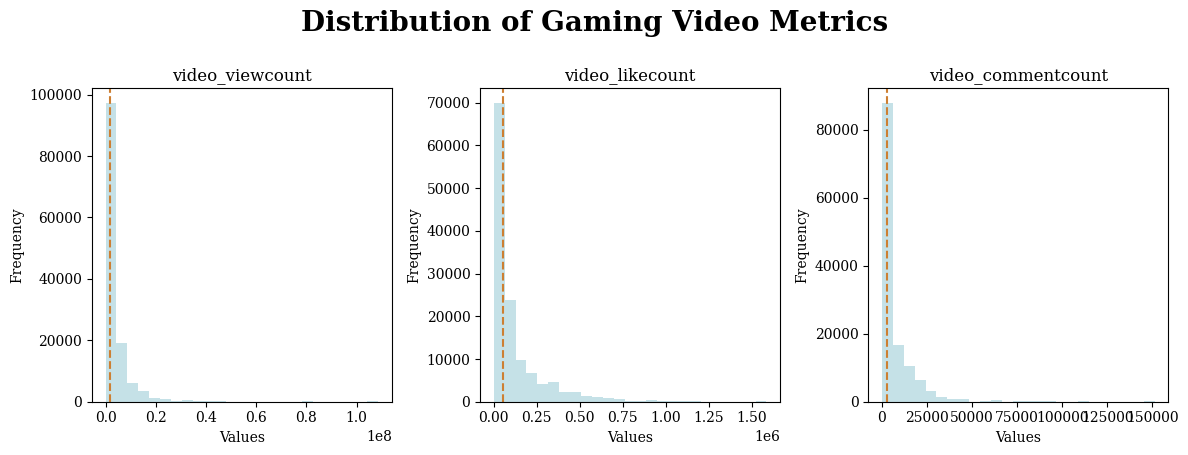 Distribution of Gaming Video Metrics
video_viewcount
100000
80000
60000
40000
20000
0
Frequency
0.0 0.2 0.4 0.6 0.8 1.0
1e8
Values
video_likecount
70000
60000
50000
40000
30000
20000
10000
0
Frequency
0.00 0.25 0.50 0.75 1.00 1.25 1.50
1e6
Values
video_commentcount
80000
60000
40000
20000
0
Frequency
0 25000 50000 75000 100000 125000 150000
Values